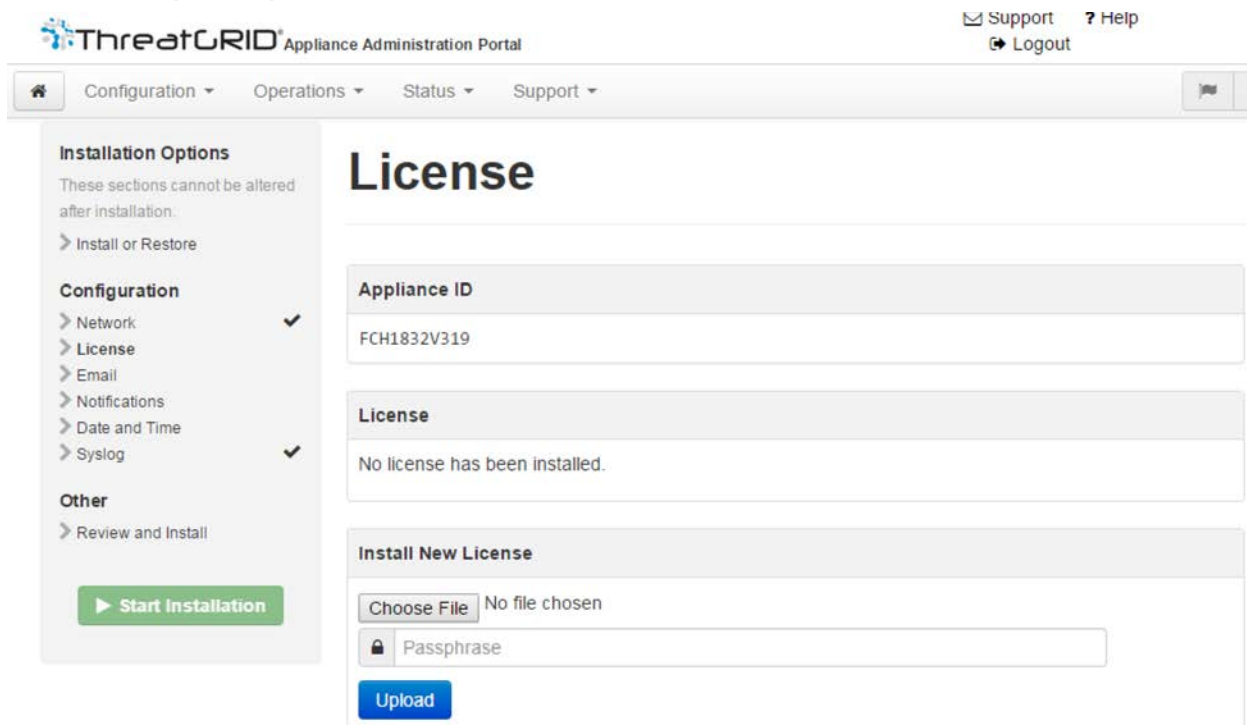 ThreatGRID Appliance Administration Portal
Support ? Help
Logout
Configuration Operations Status Support
Installation Options
These sections cannot be altered
after installation.
Install or Restore
Configuration
Network
License
Email
Notifications
Date and Time
Syslog
Other
Review and Install
Start Installation
License
Appliance ID
FCH1832V319
License
No license has been installed.
Install New License
Choose File No file chosen
Passphrase
Upload